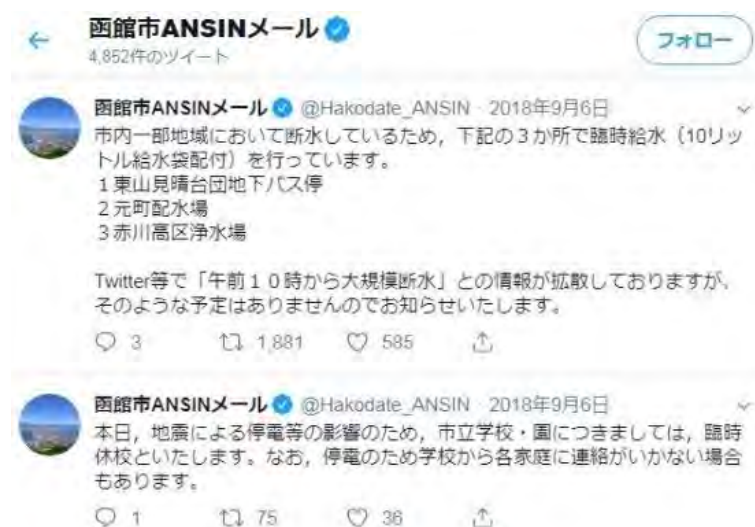 函館市ANSINメール
4,852件のツイート
フォロー
函館市ANSINメール @Hakodate_ANSIN · 2018年9月6日
市内一部地域において断水しているため，下記の３か所で臨時給水（10リッ
トル給水袋配付）を行っています。
１東山見晴台団地下バス停
２元町配水場
３赤川高区浄水場
Twitter等で「午前１０時から大規模断水」との情報が拡散しておりますが，
そのような予定はありませんのでお知らせいたします。
3 1,881 585
函館市ANSINメール @Hakodate_ANSIN · 2018年9月6日
本日，地震による停電等の影響のため，市立学校・園につきましては，臨時
休校といたします。なお，停電のため学校から各家庭に連絡がいかない場合
もあります。
1 75 36